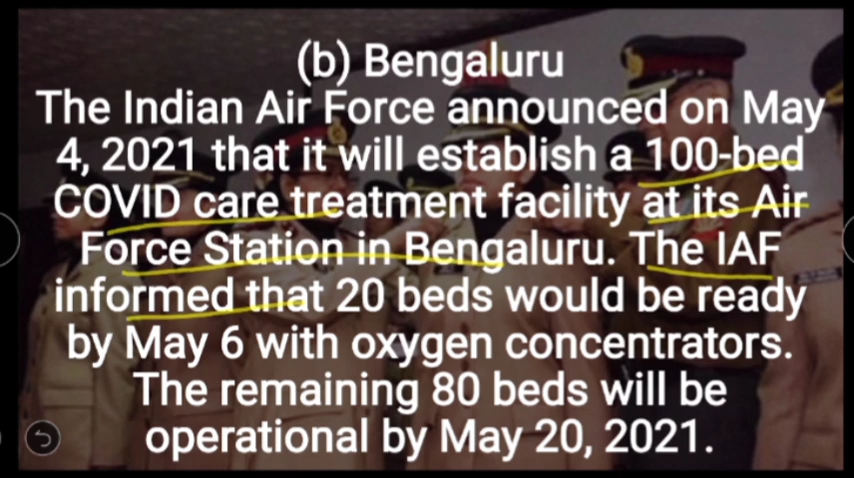 (b) Bengaluru
The Indian Air Force announced on May
4, 2021 that it will establish a 100-bed
COVID care treatment facility at its Air
Force Station in Bengaluru. The IAF
informed that 20 beds would be ready
by May 6 with oxygen concentrators.
The remaining 80 beds will be
operational by May 20, 2021.